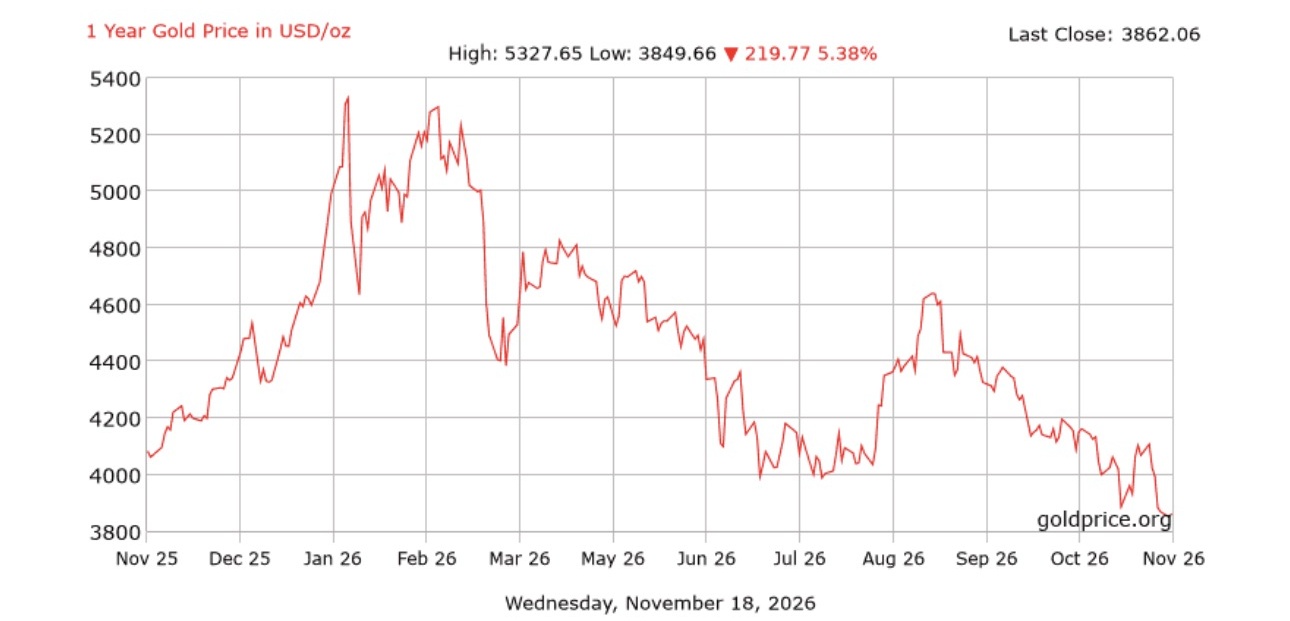 1 Year Gold Price in USD/oz
Last Close: 3862.06
High: 5327.65 Low: 3849.66 ▼ 219.77 5.38%
5400
5200
5000
4800
4600
4400
4200
4000
3800
goldprice.org
Nov 25 Dec 25 Jan 26 Feb 26 Mar 26 May 26 Jun 26 Jul 26 Aug 26 Sep 26 Oct 26 Nov 26
Wednesday, November 18, 2026